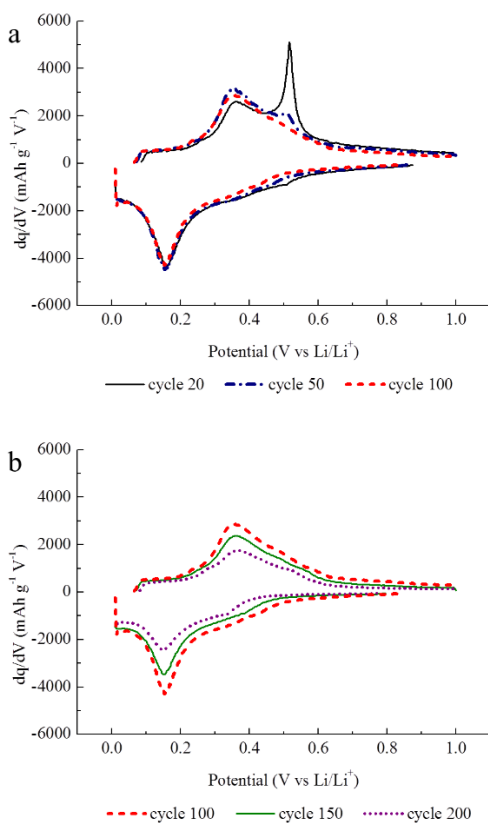 a
6000
4000
2000
0
-2000
-4000
-6000
dq/dV (mAh g⁻¹ V⁻¹)
0.0 0.2 0.4 0.6 0.8 1.0
Potential (V vs Li/Li⁺)
cycle 20 cycle 50 cycle 100
b
6000
4000
2000
0
-2000
-4000
-6000
dq/dV (mAh g⁻¹ V⁻¹)
0.0 0.2 0.4 0.6 0.8 1.0
Potential (V vs Li/Li⁺)
cycle 100 cycle 150 cycle 200